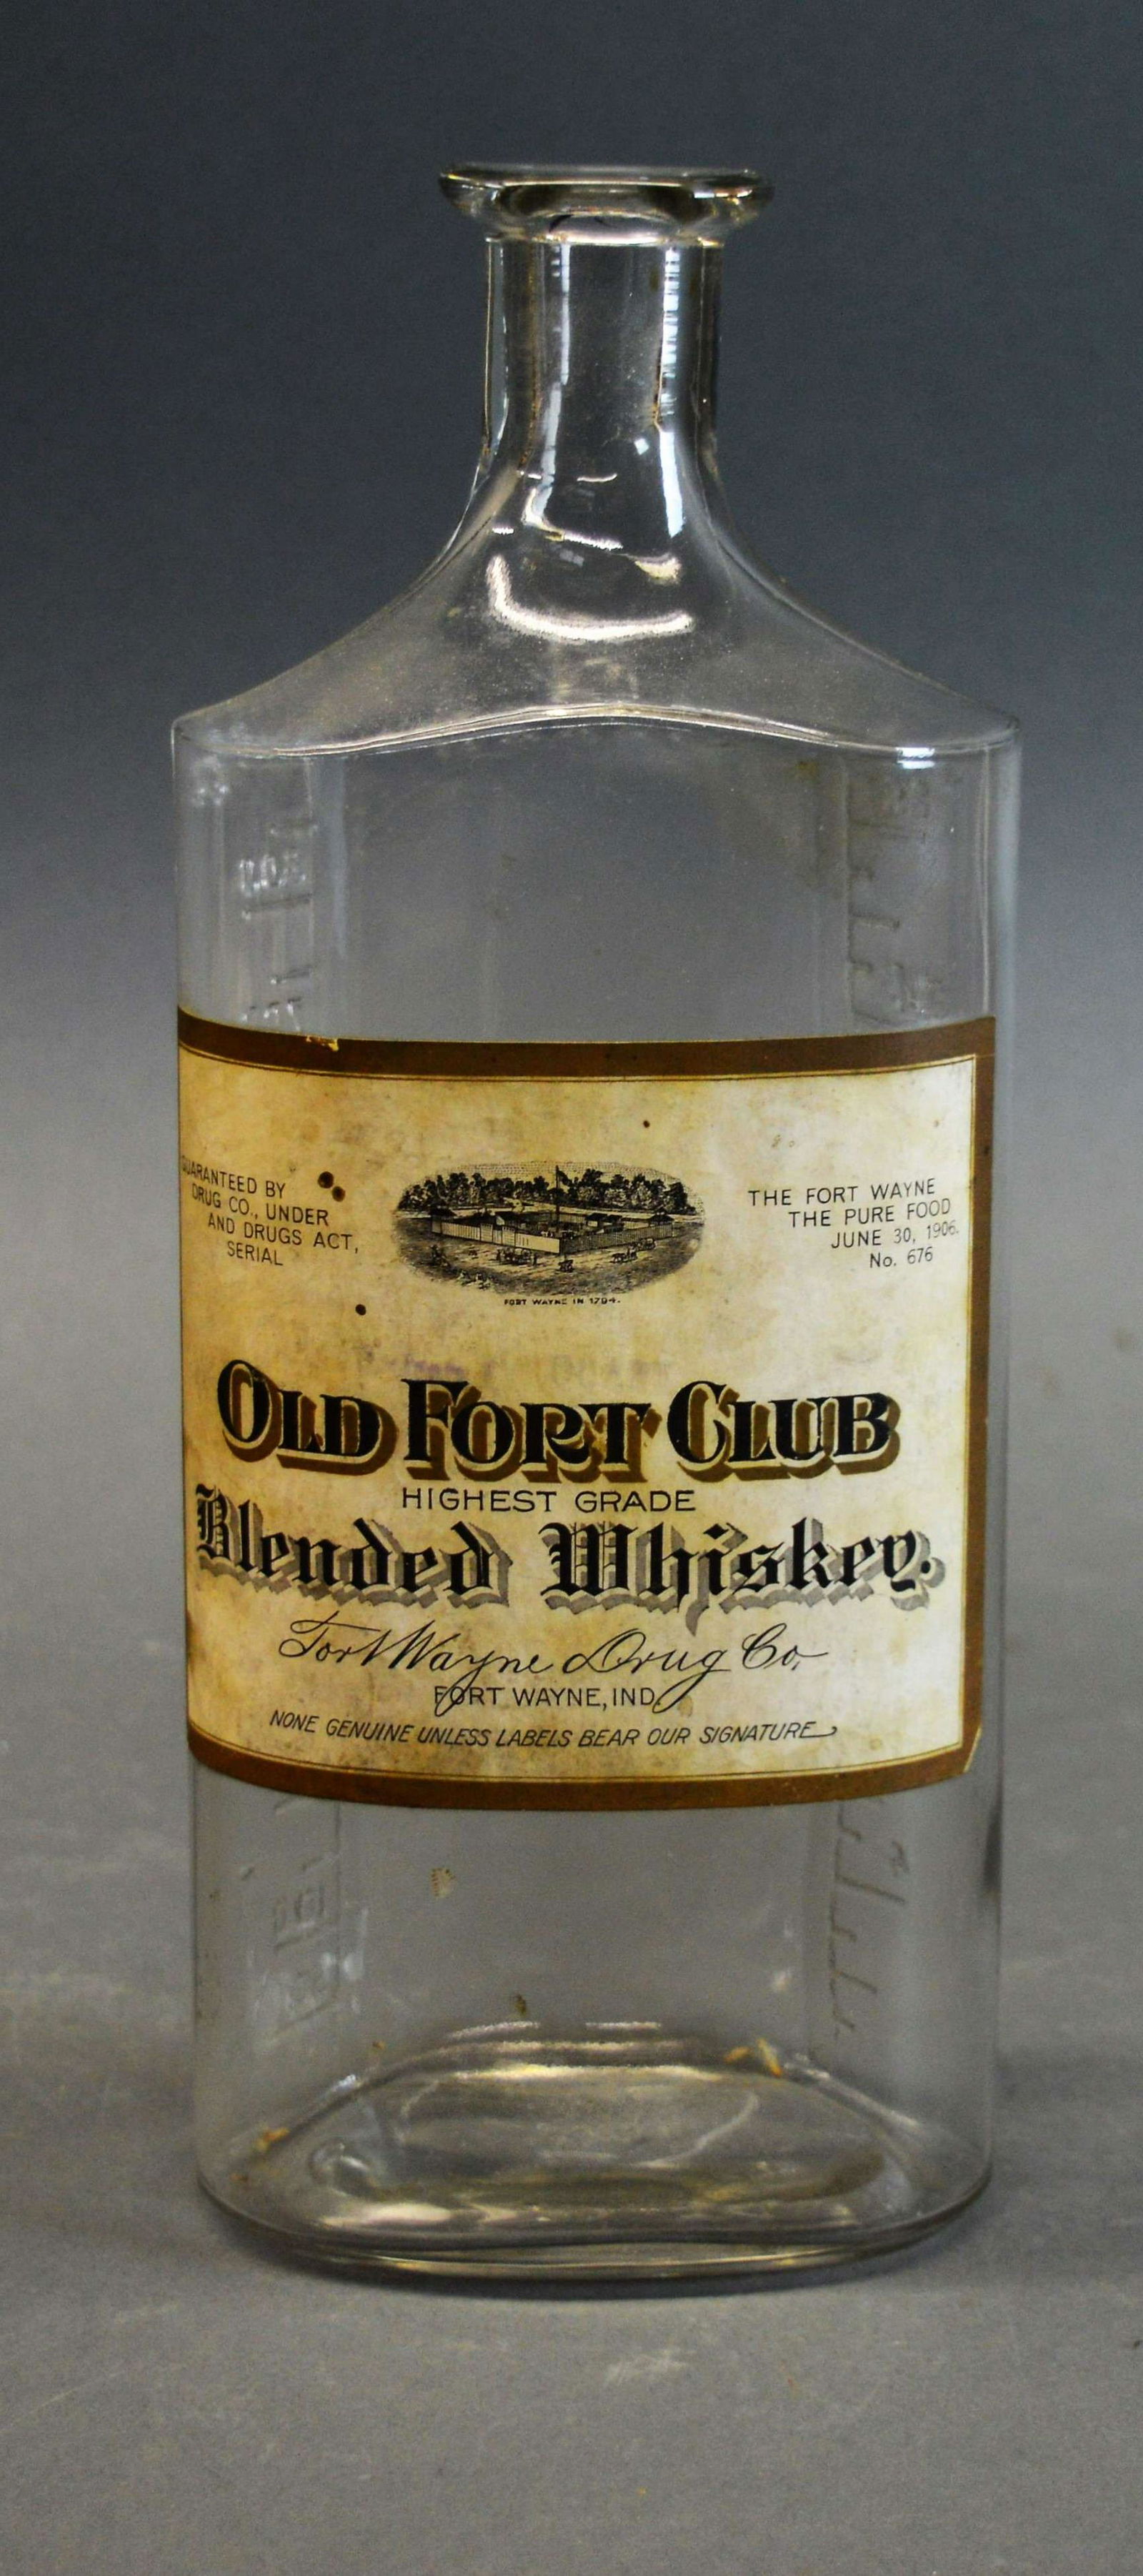 GUARANTEED BY THE FORT WAYNE
DRUG CO., UNDER THE PURE FOOD
AND DRUGS ACT, JUNE 30, 1906.
SERIAL No. 676
FORT WAYNE IN 1794.
OLD FORT CLUB
HIGHEST GRADE
Blended Whiskey.
Fort Wayne Drug Co.
FORT WAYNE, IND.
NONE GENUINE UNLESS LABELS BEAR OUR SIGNATURE